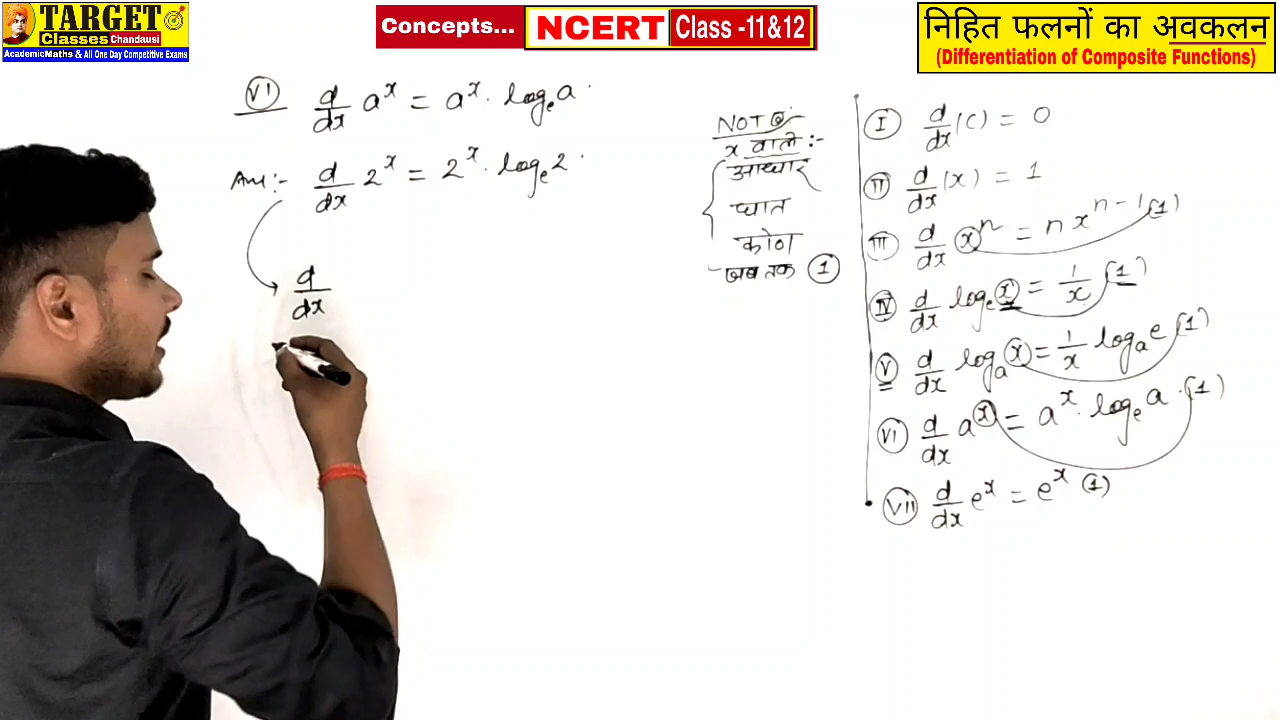 TARGET
Classes Chandausi
Academic Maths & All One Day Competitive Exams
Concepts...
NCERT
Class -11&12
निहित फलनों का अवकलन
(Differentiation of Composite Functions)
VI d/dx a^x = a^x . log_e a .
Ans:- d/dx 2^x = 2^x . log_e 2 .
d/dx
NOTE:
x वाले :-
आधार
घात
कोण
जब तक 1
I d/dx (c) = 0
II d/dx (x) = 1
III d/dx x^n = n x^(n-1) (1)
IV d/dx log_e x = 1/x (1)
V d/dx log_a x = 1/x log_a e (1)
VI d/dx a^x = a^x . log_e a . (1)
VII d/dx e^x = e^x (1)